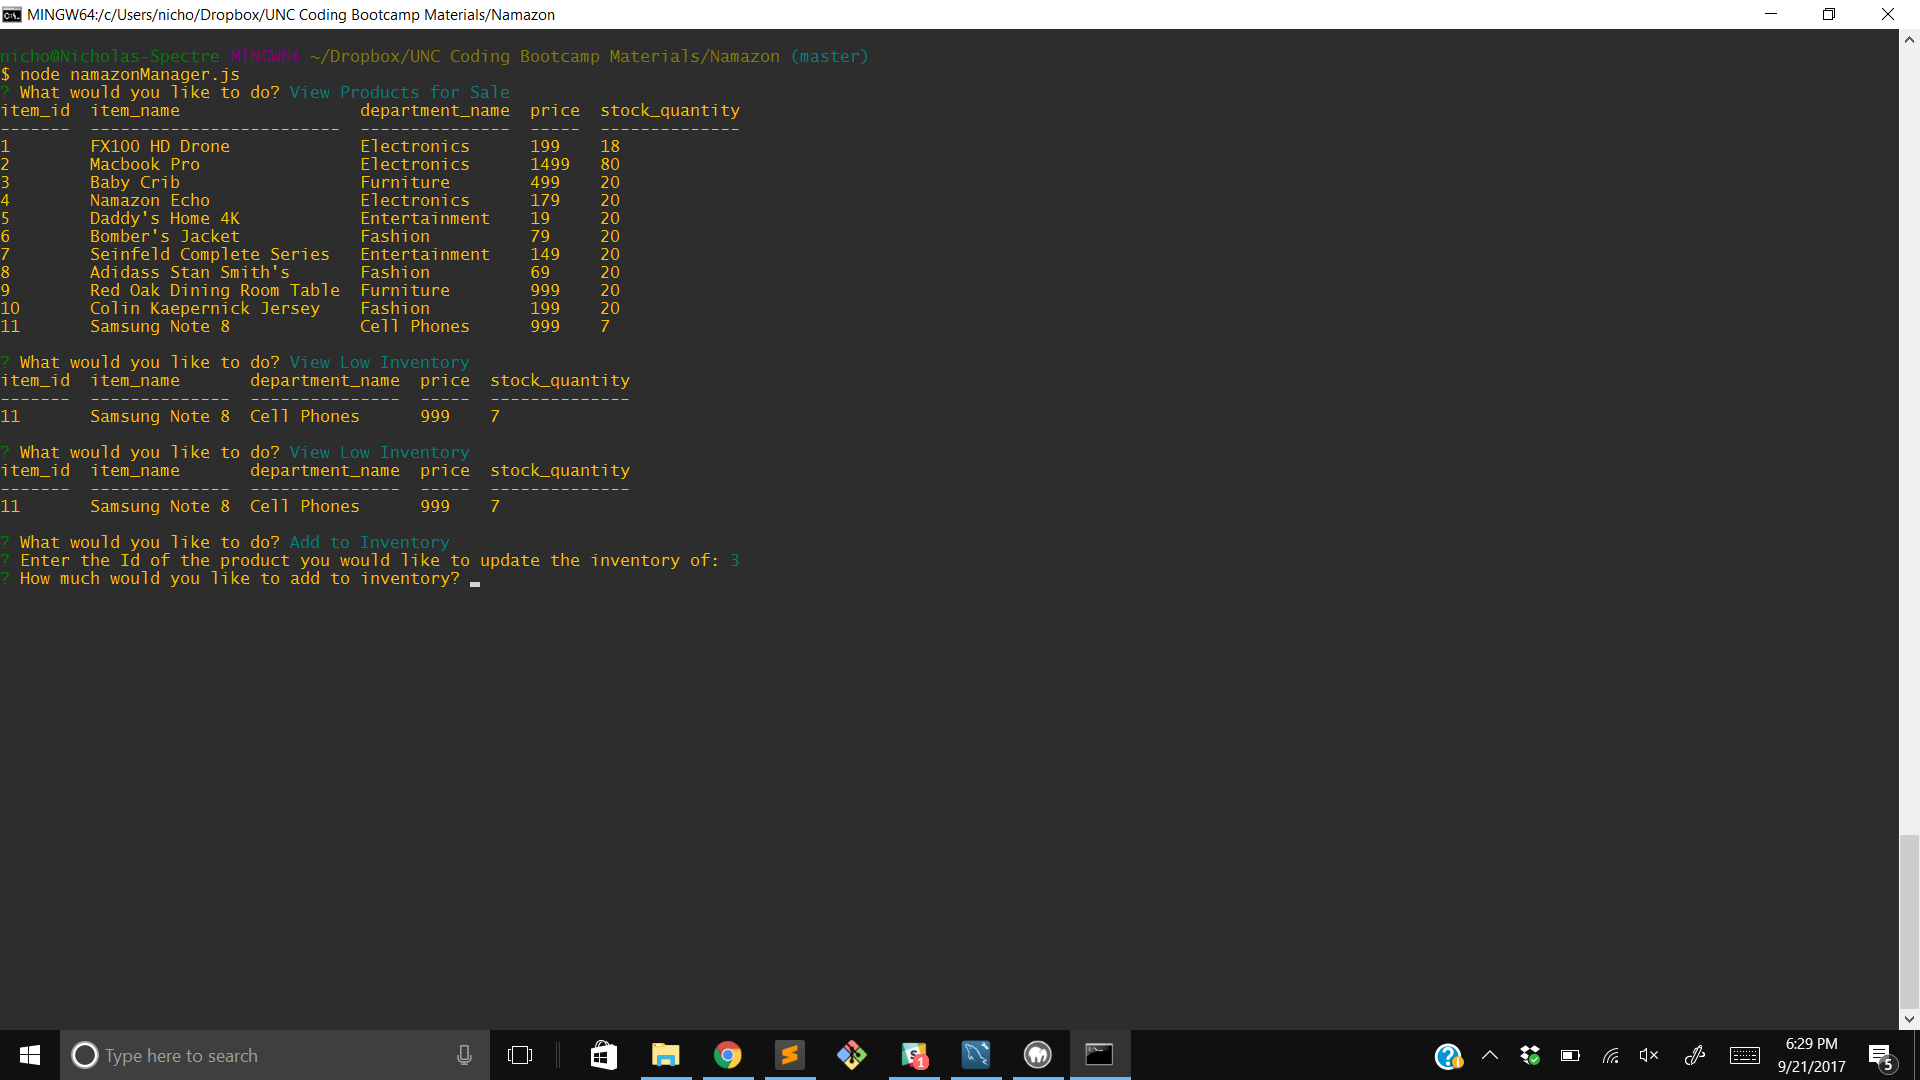 MINGW64:/c/Users/nicho/Dropbox/UNC Coding Bootcamp Materials/Namazon
nicho@Nicholas-Spectre MINGW64 ~/Dropbox/UNC Coding Bootcamp Materials/Namazon (master)
$ node namazonManager.js
? What would you like to do? View Products for Sale
item_id  item_name                  department_name  price  stock_quantity
-------  -------------------------  ---------------  -----  --------------
1        FX100 HD Drone             Electronics      199    18
2        Macbook Pro                Electronics      1499   80
3        Baby Crib                  Furniture        499    20
4        Namazon Echo               Electronics      179    20
5        Daddy's Home 4K            Entertainment    19     20
6        Bomber's Jacket            Fashion          79     20
7        Seinfeld Complete Series   Entertainment    149    20
8        Adidass Stan Smith's       Fashion          69     20
9        Red Oak Dining Room Table  Furniture        999    20
10       Colin Kaepernick Jersey    Fashion          199    20
11       Samsung Note 8             Cell Phones      999    7
? What would you like to do? View Low Inventory
item_id  item_name       department_name  price  stock_quantity
-------  --------------  ---------------  -----  --------------
11       Samsung Note 8  Cell Phones      999    7
? What would you like to do? View Low Inventory
item_id  item_name       department_name  price  stock_quantity
-------  --------------  ---------------  -----  --------------
11       Samsung Note 8  Cell Phones      999    7
? What would you like to do? Add to Inventory
? Enter the Id of the product you would like to update the inventory of: 3
? How much would you like to add to inventory?
Type here to search
1
6:29 PM
9/21/2017
5